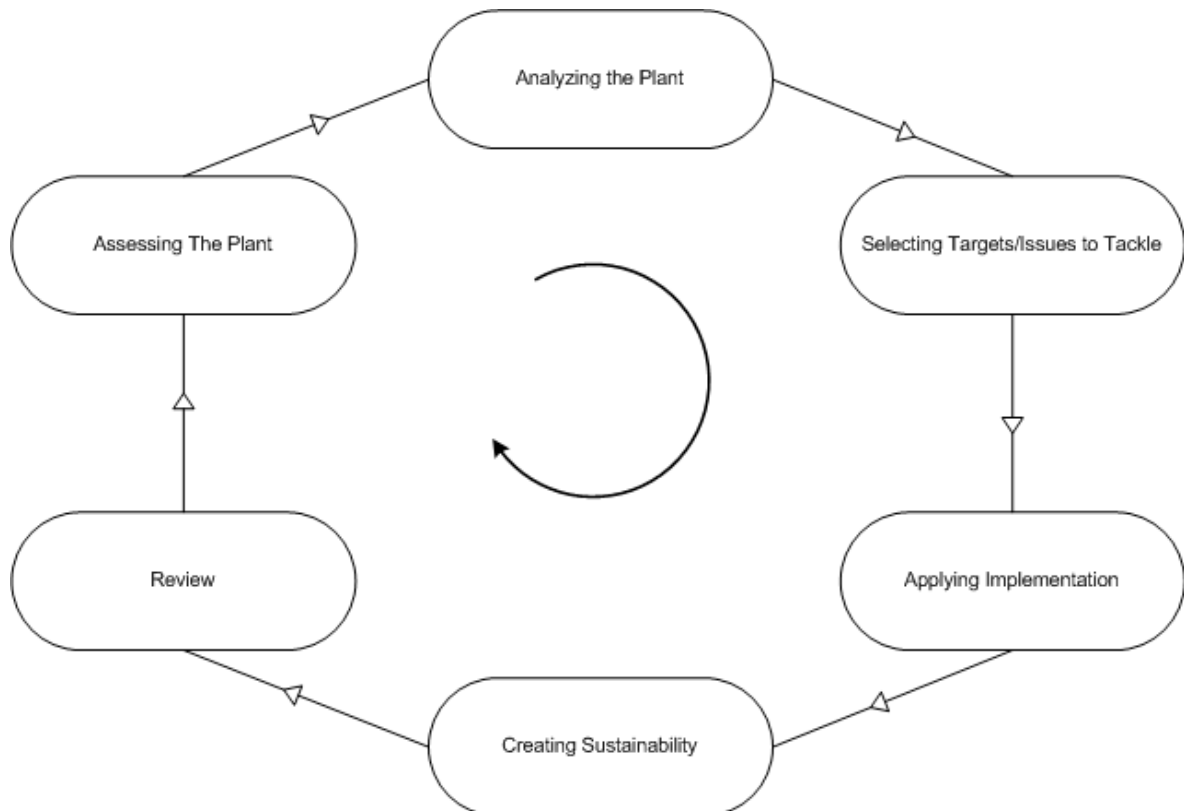 Analyzing the Plant
Assessing The Plant
Selecting Targets/Issues to Tackle
Review
Applying Implementation
Creating Sustainability